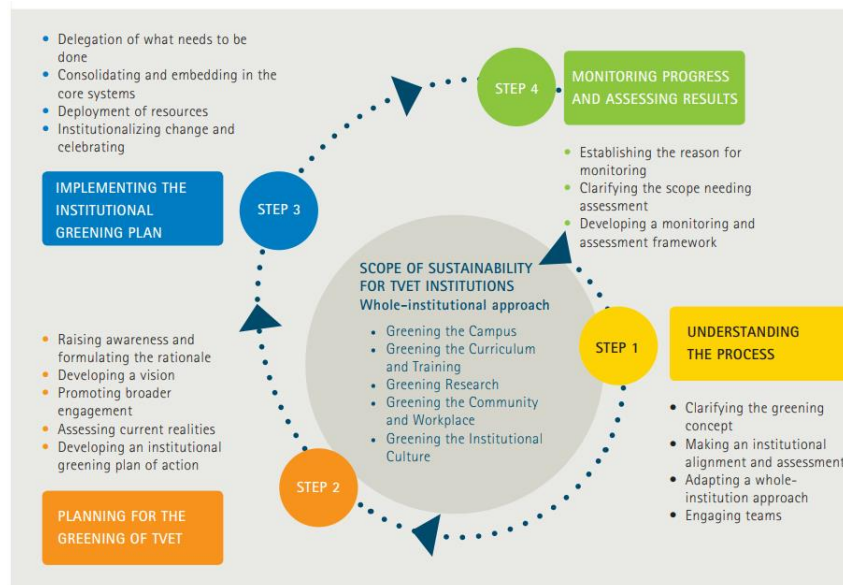 • Delegation of what needs to be
done
• Consolidating and embedding in the
core systems
• Deployment of resources
• Institutionalizing change and
celebrating
IMPLEMENTING THE
INSTITUTIONAL
GREENING PLAN
STEP 3
STEP 4
MONITORING PROGRESS
AND ASSESSING RESULTS
• Establishing the reason for
monitoring
• Clarifying the scope needing
assessment
• Developing a monitoring and
assessment framework
SCOPE OF SUSTAINABILITY
FOR TVET INSTITUTIONS
Whole-institutional approach
• Greening the Campus
• Greening the Curriculum
and Training
• Greening Research
• Greening the Community
and Workplace
• Greening the Institutional
Culture
STEP 1
UNDERSTANDING
THE PROCESS
• Clarifying the greening
concept
• Making an institutional
alignment and assessment
• Adapting a whole-
institution approach
• Engaging teams
• Raising awareness and
formulating the rationale
• Developing a vision
• Promoting broader
engagement
• Assessing current realities
• Developing an institutional
greening plan of action
STEP 2
PLANNING FOR THE
GREENING OF TVET